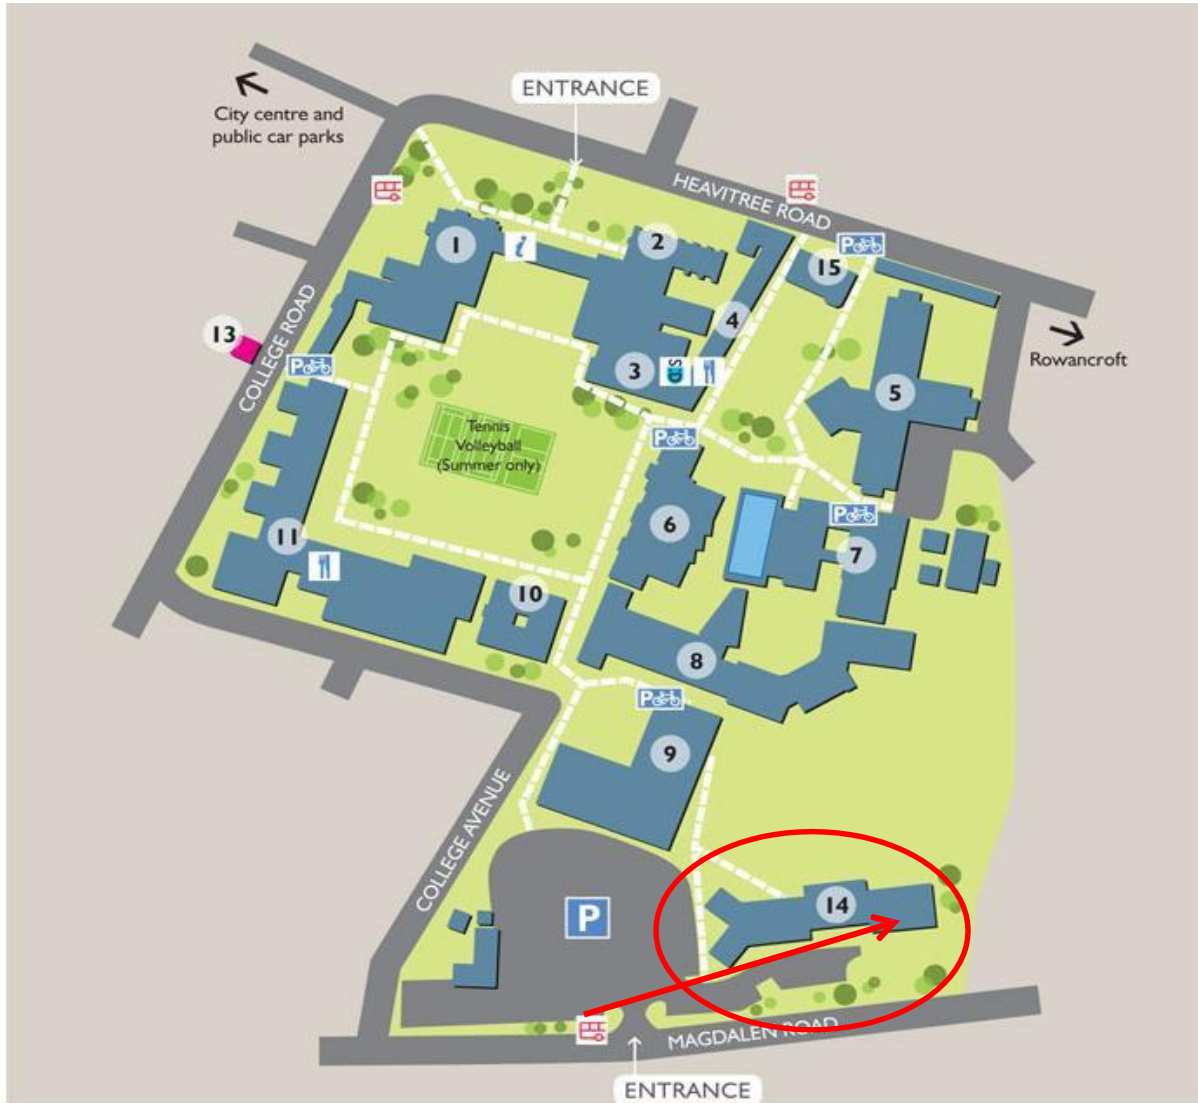 ENTRANCE
City centre and
public car parks
HEAVITREE ROAD
1
i
2
P
15
4
13
COLLEGE ROAD
P
3
SID
5
Rowancroft
Tennis
Volleyball
(Summer only)
P
6
P
7
11
10
8
P
9
COLLEGE AVENUE
P
14
MAGDALEN ROAD
ENTRANCE